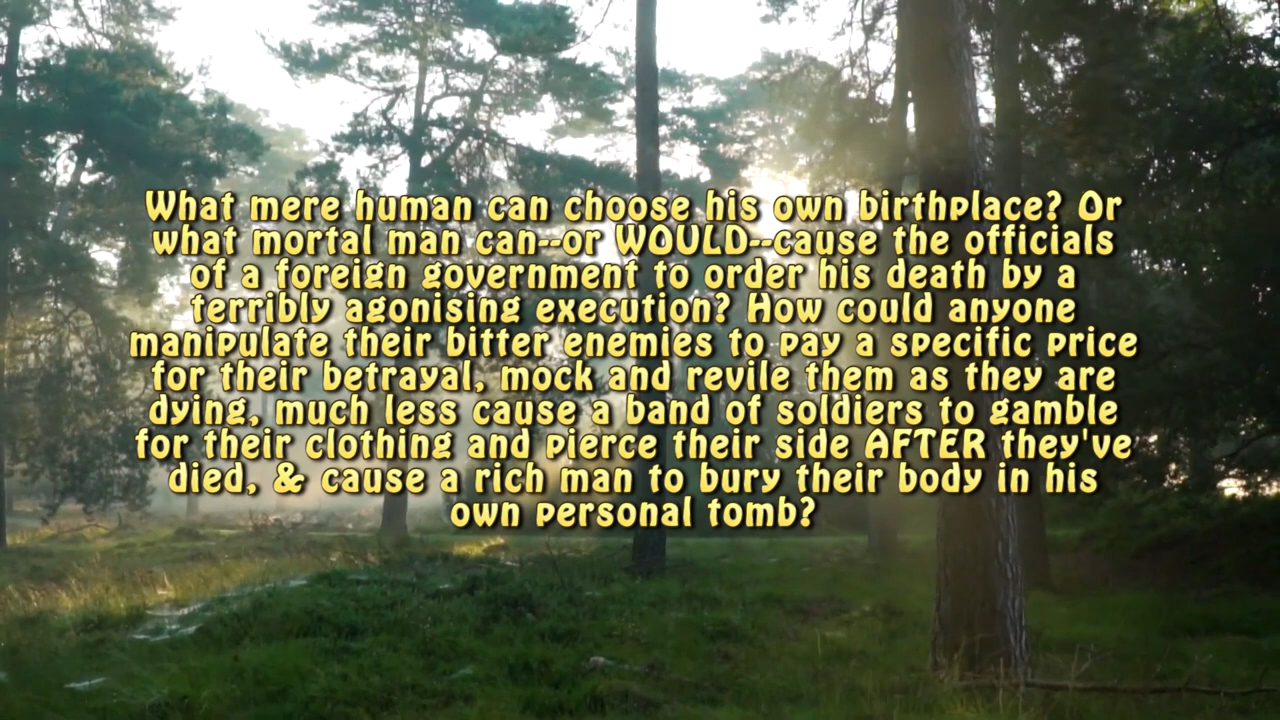 What mere human can choose his own birthplace? Or
what mortal man can--or WOULD--cause the officials
of a foreign government to order his death by a
terribly agonising execution? How could anyone
manipulate their bitter enemies to pay a specific price
for their betrayal, mock and revile them as they are
dying, much less cause a band of soldiers to gamble
for their clothing and pierce their side AFTER they've
died, & cause a rich man to bury their body in his
own personal tomb?